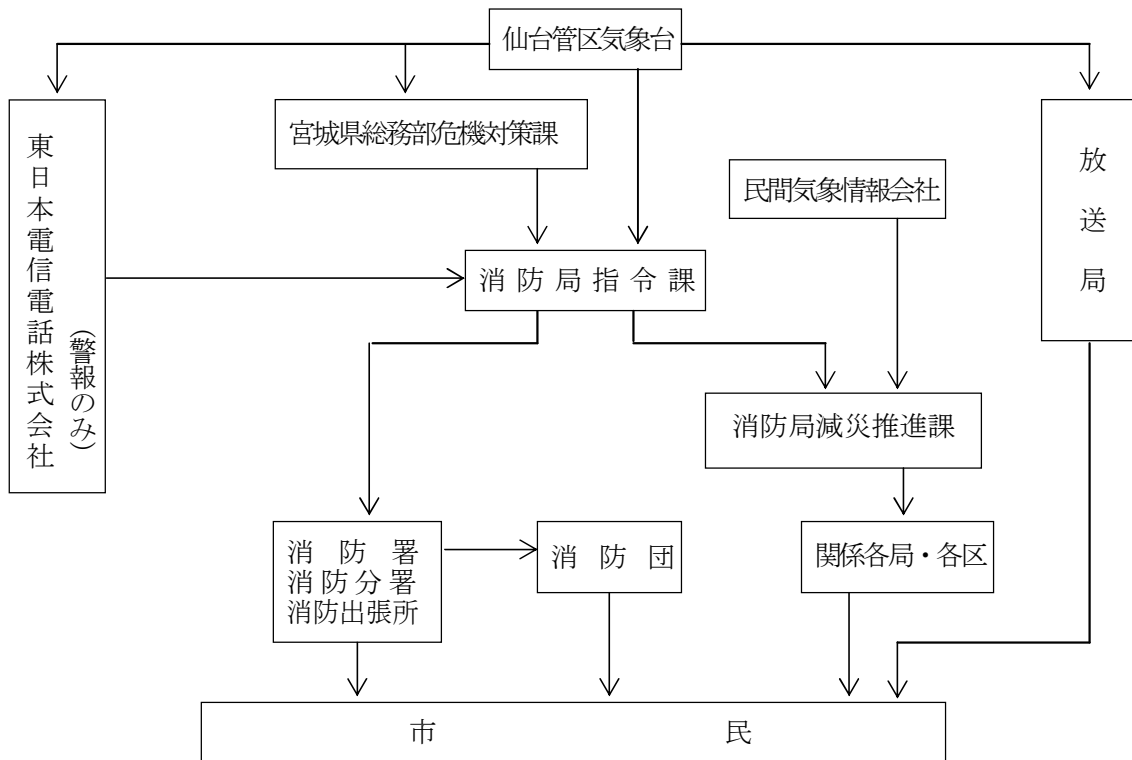 仙台管区気象台
宮城県総務部危機対策課
東日本電信電話株式会社
(警報のみ)
民間気象情報会社
放送局
消防局指令課
消防局減災推進課
消防署
消防分署
消防出張所
消防団
関係各局・各区
市民